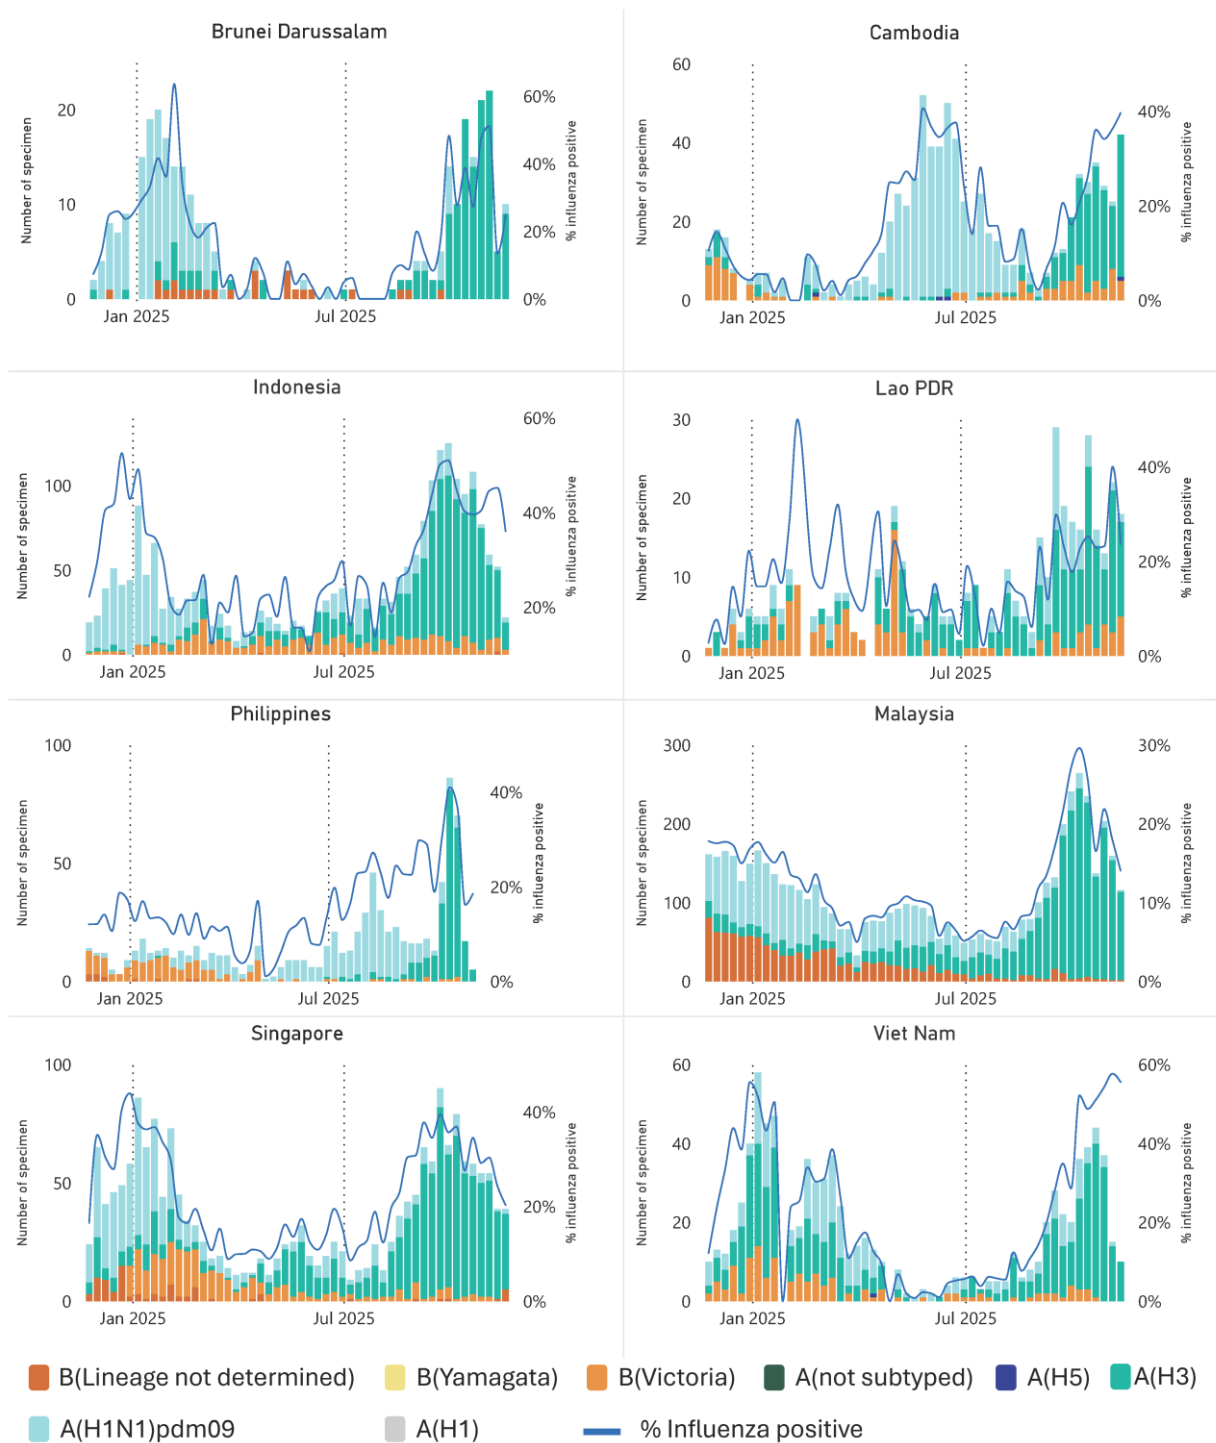 Brunei Darussalam
Number of specimen
20
10
0
60%
40%
20%
0%
% influenza positive
Jan 2025
Jul 2025
Cambodia
Number of specimen
60
40
20
0
40%
20%
0%
% influenza positive
Jan 2025
Jul 2025
Indonesia
Number of specimen
100
50
0
60%
40%
20%
% influenza positive
Jan 2025
Jul 2025
Lao PDR
Number of specimen
30
20
10
0
40%
20%
0%
% influenza positive
Jan 2025
Jul 2025
Philippines
Number of specimen
100
50
0
40%
20%
0%
% influenza positive
Jan 2025
Jul 2025
Malaysia
Number of specimen
300
200
100
0
30%
20%
10%
0%
% influenza positive
Jan 2025
Jul 2025
Singapore
Number of specimen
100
50
0
40%
20%
0%
% influenza positive
Jan 2025
Jul 2025
Viet Nam
Number of specimen
60
40
20
0
60%
40%
20%
0%
% influenza positive
Jan 2025
Jul 2025
B(Lineage not determined) B(Yamagata) B(Victoria) A(not subtyped) A(H5) A(H3)
A(H1N1)pdm09 A(H1) % Influenza positive